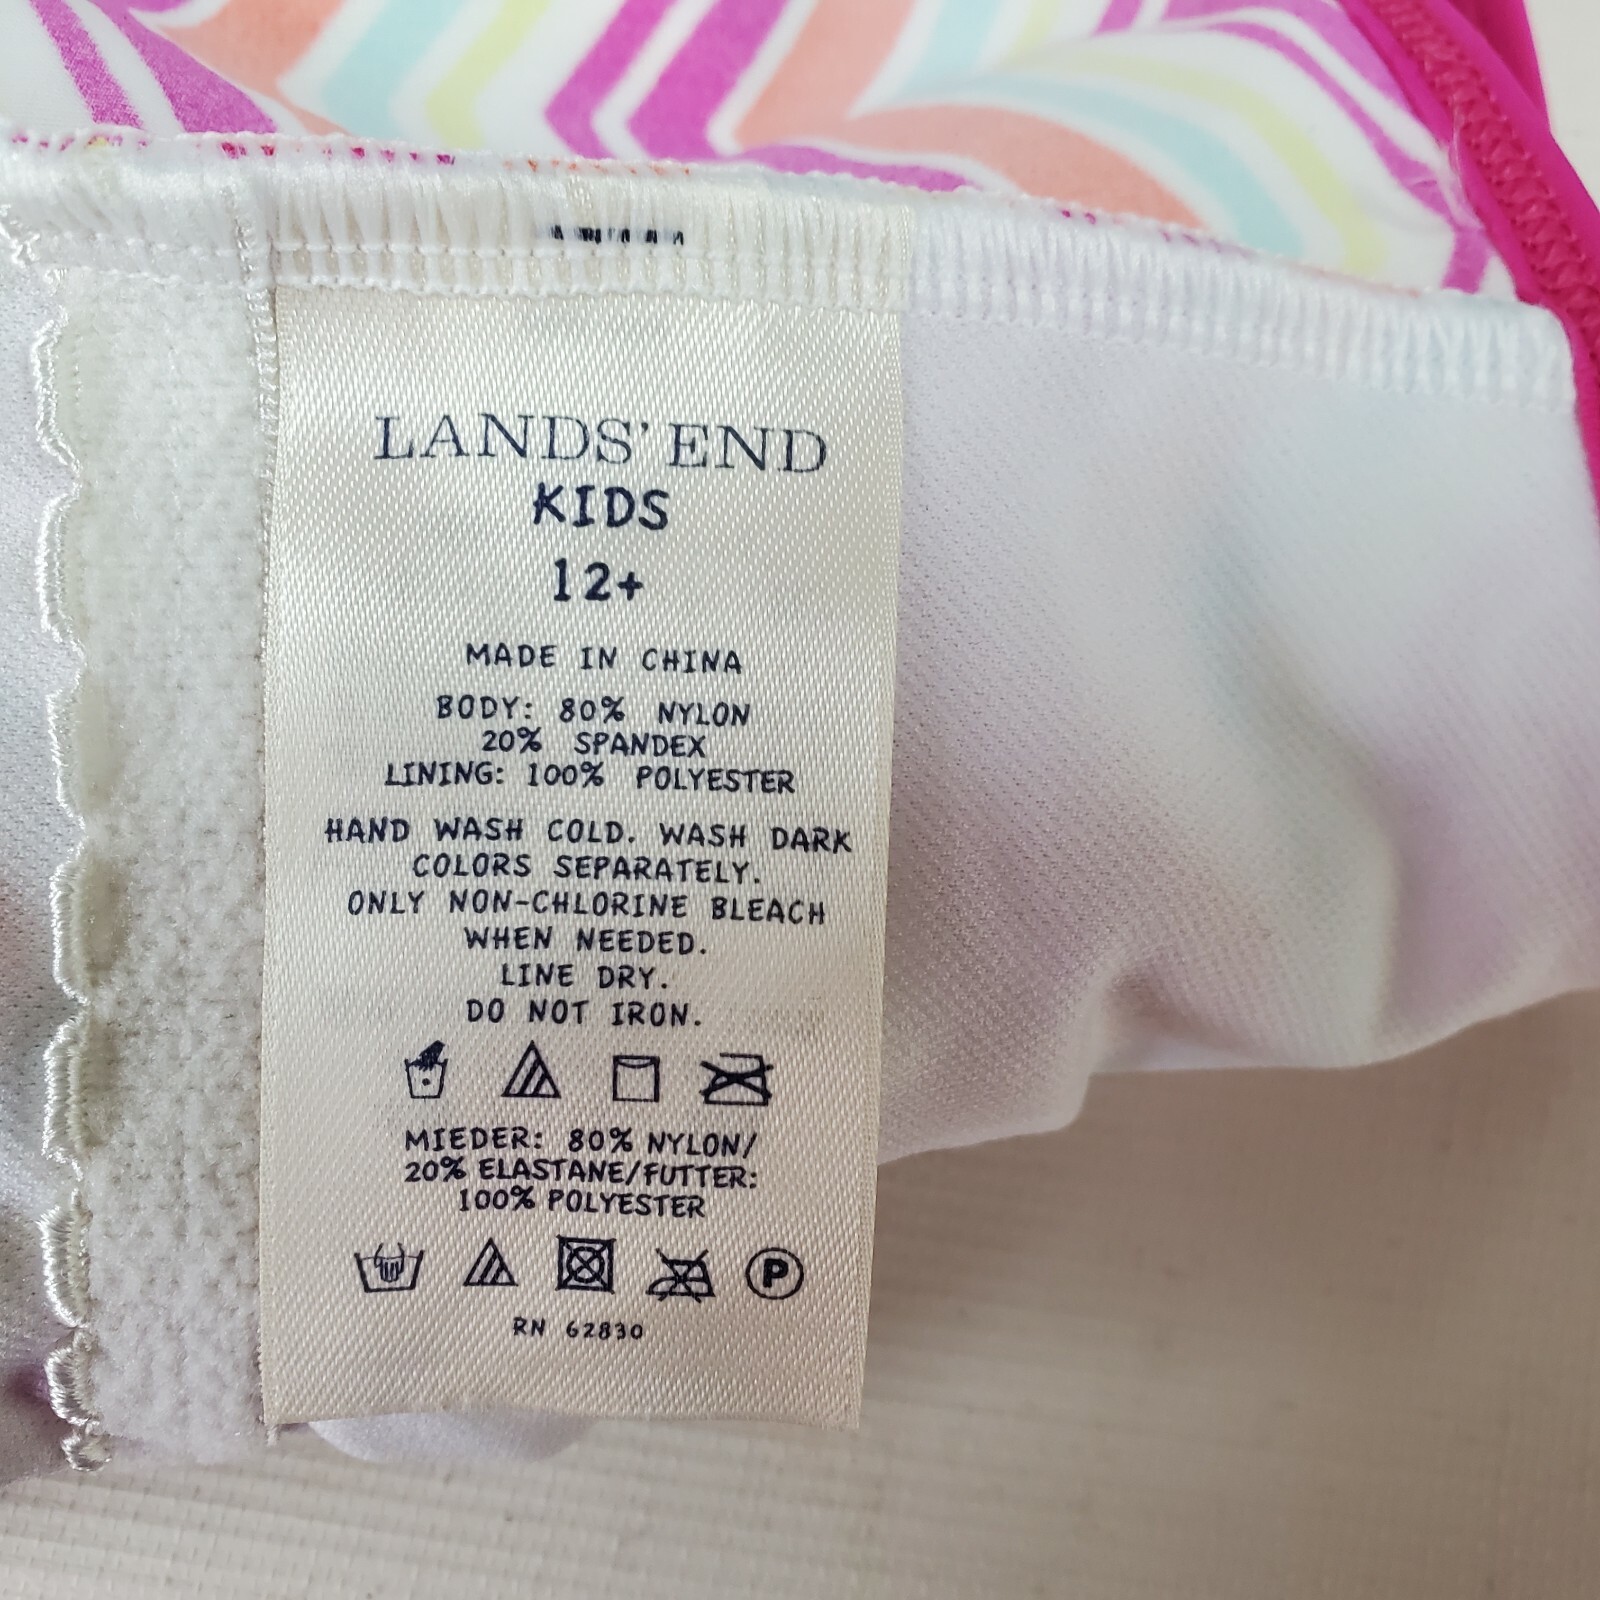 LANDS' END
KIDS
12+
MADE IN CHINA
BODY: 80% NYLON
20% SPANDEX
LINING: 100% POLYESTER
HAND WASH COLD. WASH DARK
COLORS SEPARATELY.
ONLY NON-CHLORINE BLEACH
WHEN NEEDED.
LINE DRY.
DO NOT IRON.
MIEDER: 80% NYLON/
20% ELASTANE/FUTTER:
100% POLYESTER
P
RN 62830